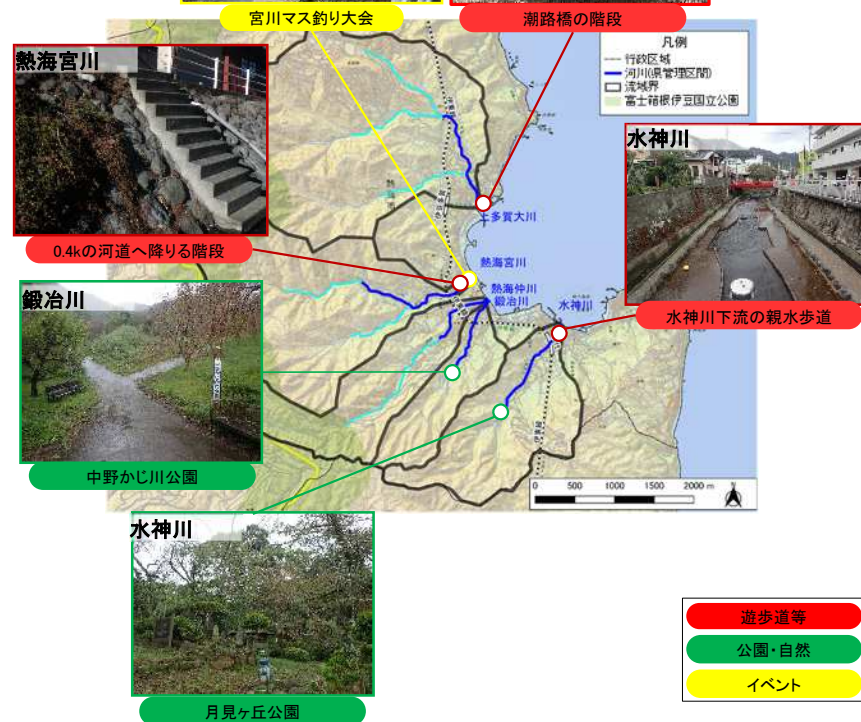 宮川マス釣り大会
潮路橋の階段
凡例
行政区域
河川(県管理区間)
流域界
富士箱根伊豆国立公園
熱海宮川
0.4kの河道へ降りる階段
水神川
水神川下流の親水歩道
上多賀大川
熱海宮川
熱海仲川
鍛冶川
水神川
鍛冶川
中野かじ川公園
0 500 1000 1500 2000 m
N
水神川
月見ヶ丘公園
遊歩道等
公園・自然
イベント